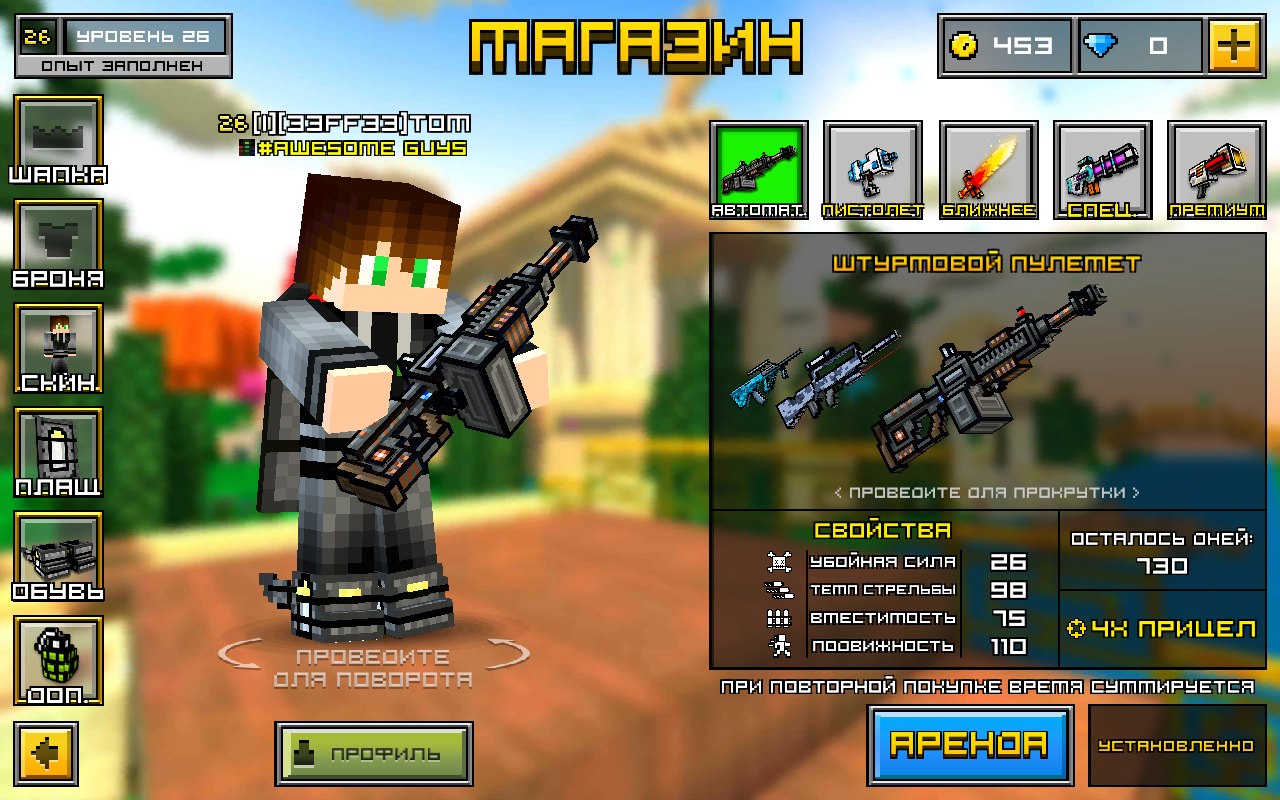 26
УРОВЕНЬ 26
ОПЫТ ЗАПОЛНЕН
МАГАЗИН
453
0
26[!][33FF33]TOM
#AWESOME GUYS
ШАПКА
БРОНЯ
СКИН
ПЛАЩ
ОБУВЬ
ДОП.
АВТОМАТ.
ПИСТОЛЕТ
БЛИЖНЕЕ
СПЕЦ.
ПРЕМИУМ
ШТУРМОВОЙ ПУЛЕМЕТ
< ПРОВЕДИТЕ ДЛЯ ПРОКРУТКИ >
СВОЙСТВА
УБОЙНАЯ СИЛА 26
ТЕМП СТРЕЛЬБЫ 98
ВМЕСТИМОСТЬ 75
ПОДВИЖНОСТЬ 110
ОСТАЛОСЬ ДНЕЙ:
730
4X ПРИЦЕЛ
ПРИ ПОВТОРНОЙ ПОКУПКЕ ВРЕМЯ СУММИРУЕТСЯ
ПРОВЕДИТЕ
ДЛЯ ПОВОРОТА
ПРОФИЛЬ
АРЕНДА
УСТАНОВЛЕННО